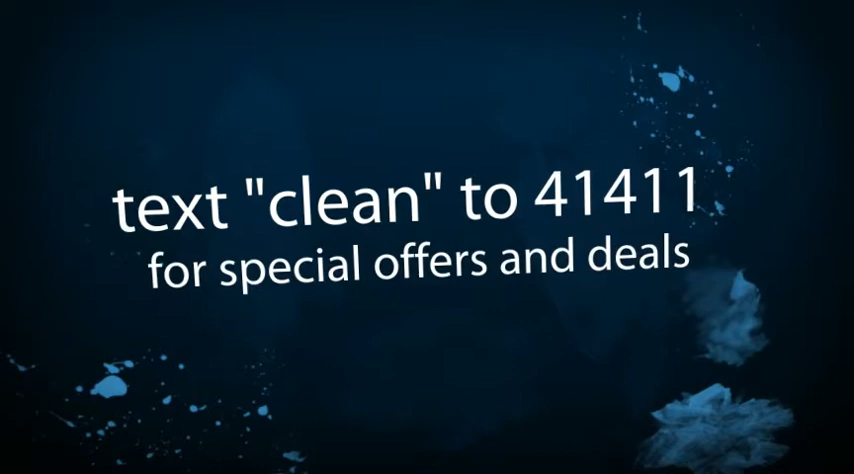 text "clean" to 41411
for special offers and deals